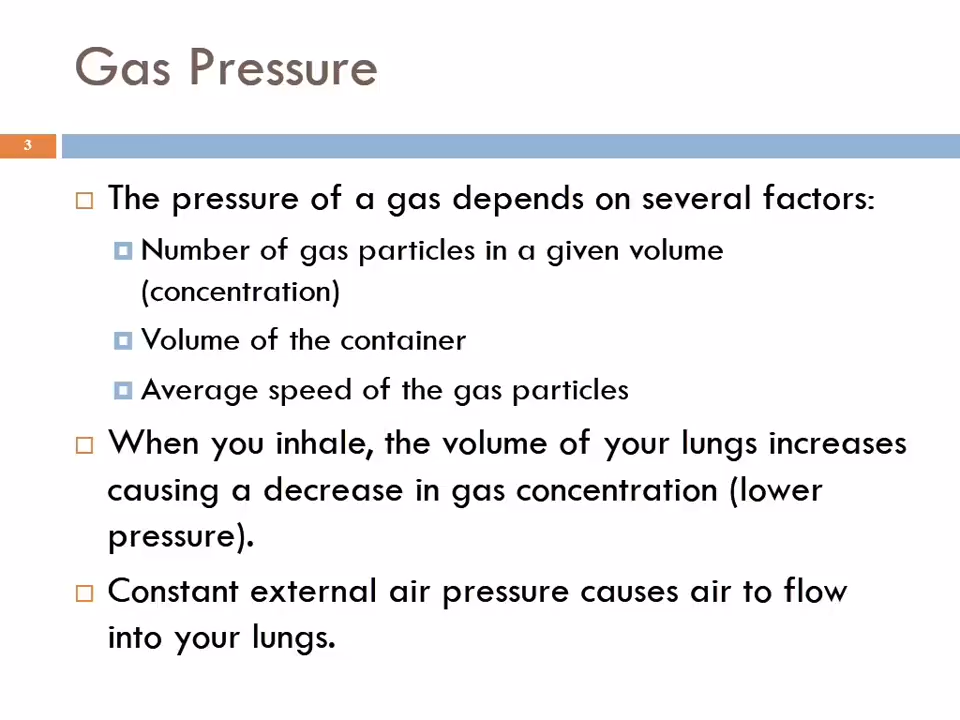 Gas Pressure
3
The pressure of a gas depends on several factors:
Number of gas particles in a given volume
(concentration)
Volume of the container
Average speed of the gas particles
When you inhale, the volume of your lungs increases
causing a decrease in gas concentration (lower
pressure).
Constant external air pressure causes air to flow
into your lungs.